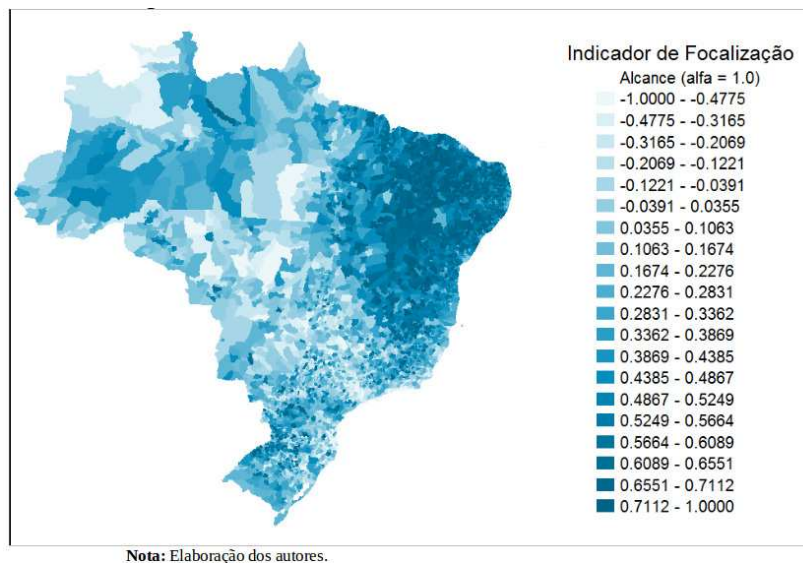 Indicador de Focalização
Alcance (alfa = 1.0)
-1.0000 - -0.4775
-0.4775 - -0.3165
-0.3165 - -0.2069
-0.2069 - -0.1221
-0.1221 - -0.0391
-0.0391 - 0.0355
0.0355 - 0.1063
0.1063 - 0.1674
0.1674 - 0.2276
0.2276 - 0.2831
0.2831 - 0.3362
0.3362 - 0.3869
0.3869 - 0.4385
0.4385 - 0.4867
0.4867 - 0.5249
0.5249 - 0.5664
0.5664 - 0.6089
0.6089 - 0.6551
0.6551 - 0.7112
0.7112 - 1.0000
Nota: Elaboração dos autores.